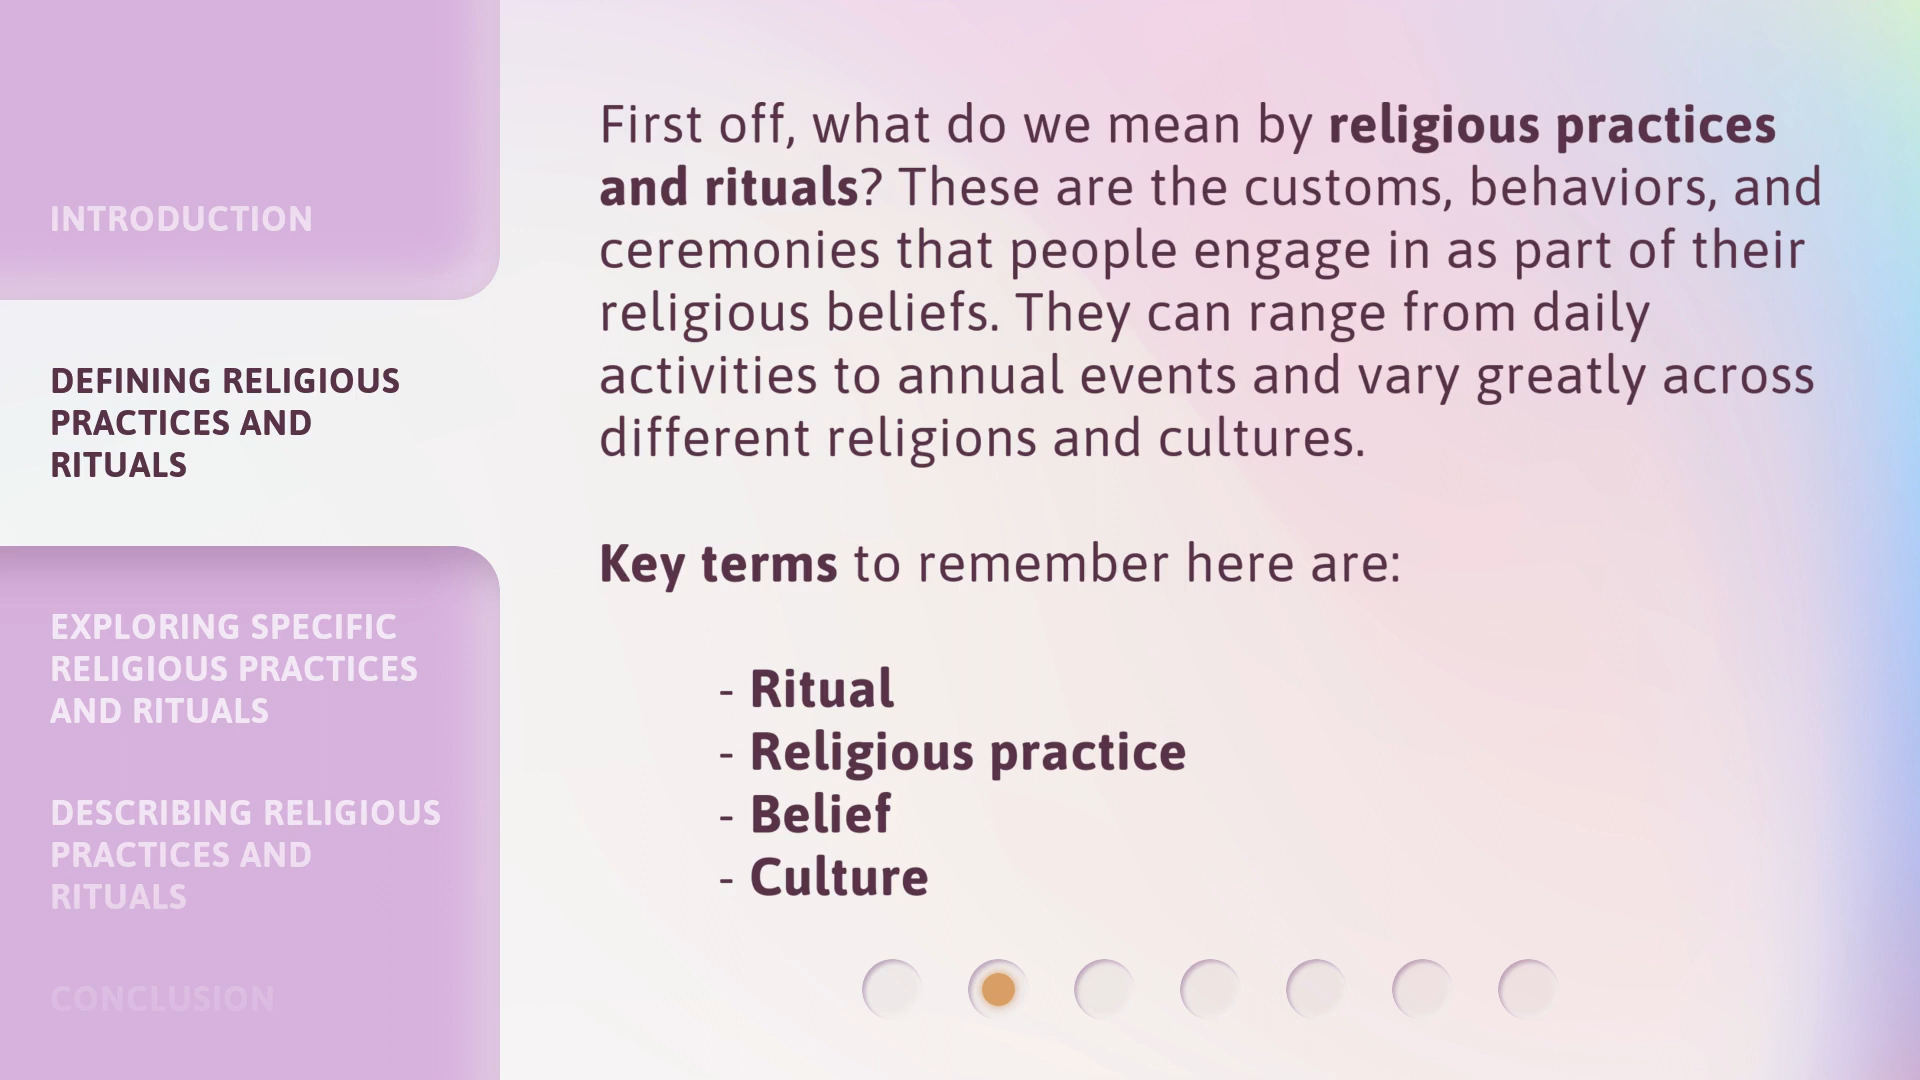 INTRODUCTION
DEFINING RELIGIOUS
PRACTICES AND
RITUALS
EXPLORING SPECIFIC
RELIGIOUS PRACTICES
AND RITUALS
DESCRIBING RELIGIOUS
PRACTICES AND
RITUALS
CONCLUSION
First off, what do we mean by religious practices
and rituals? These are the customs, behaviors, and
ceremonies that people engage in as part of their
religious beliefs. They can range from daily
activities to annual events and vary greatly across
different religions and cultures.
Key terms to remember here are:
- Ritual
- Religious practice
- Belief
- Culture